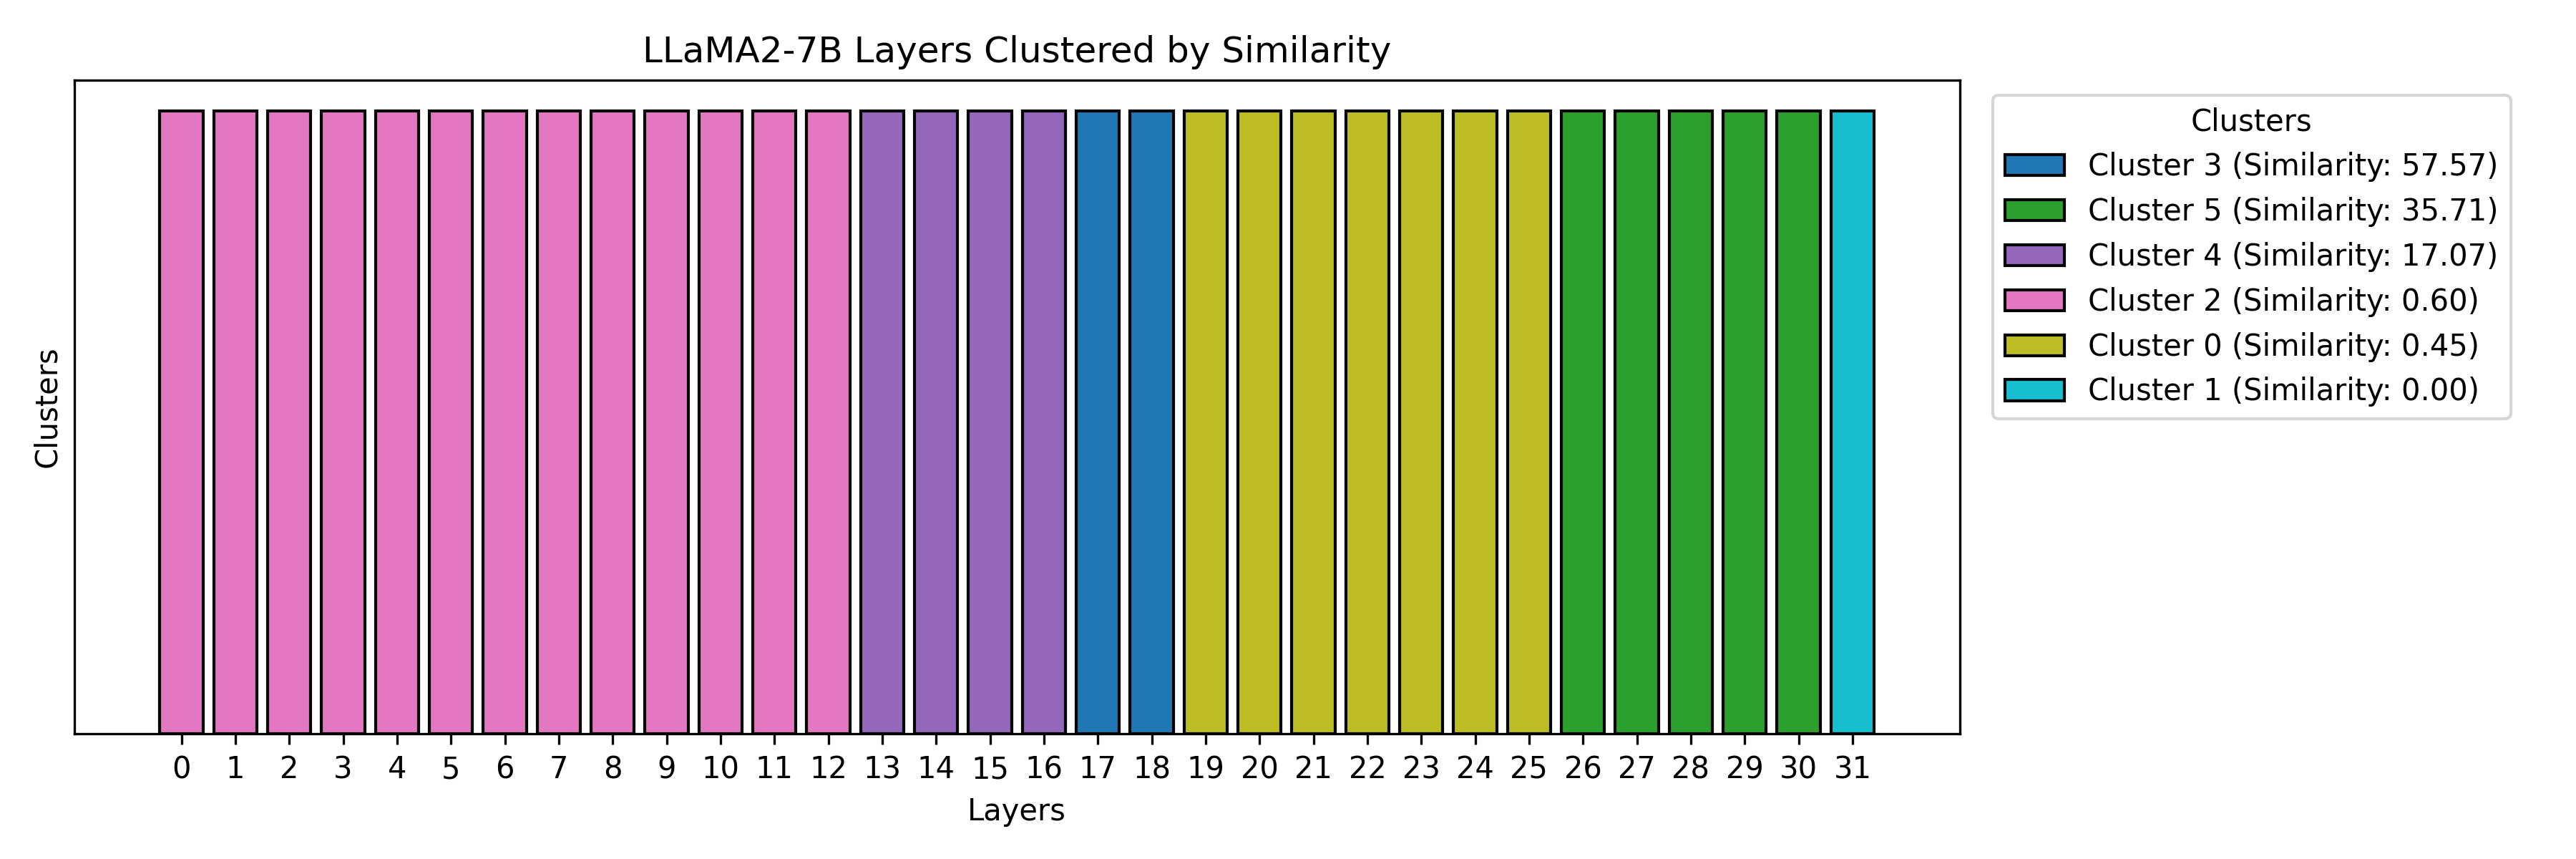 LLaMA2-7B Layers Clustered by Similarity
Clusters
Clusters
Cluster 3 (Similarity: 57.57)
Cluster 5 (Similarity: 35.71)
Cluster 4 (Similarity: 17.07)
Cluster 2 (Similarity: 0.60)
Cluster 0 (Similarity: 0.45)
Cluster 1 (Similarity: 0.00)
0 1 2 3 4 5 6 7 8 9 10 11 12 13 14 15 16 17 18 19 20 21 22 23 24 25 26 27 28 29 30 31
Layers